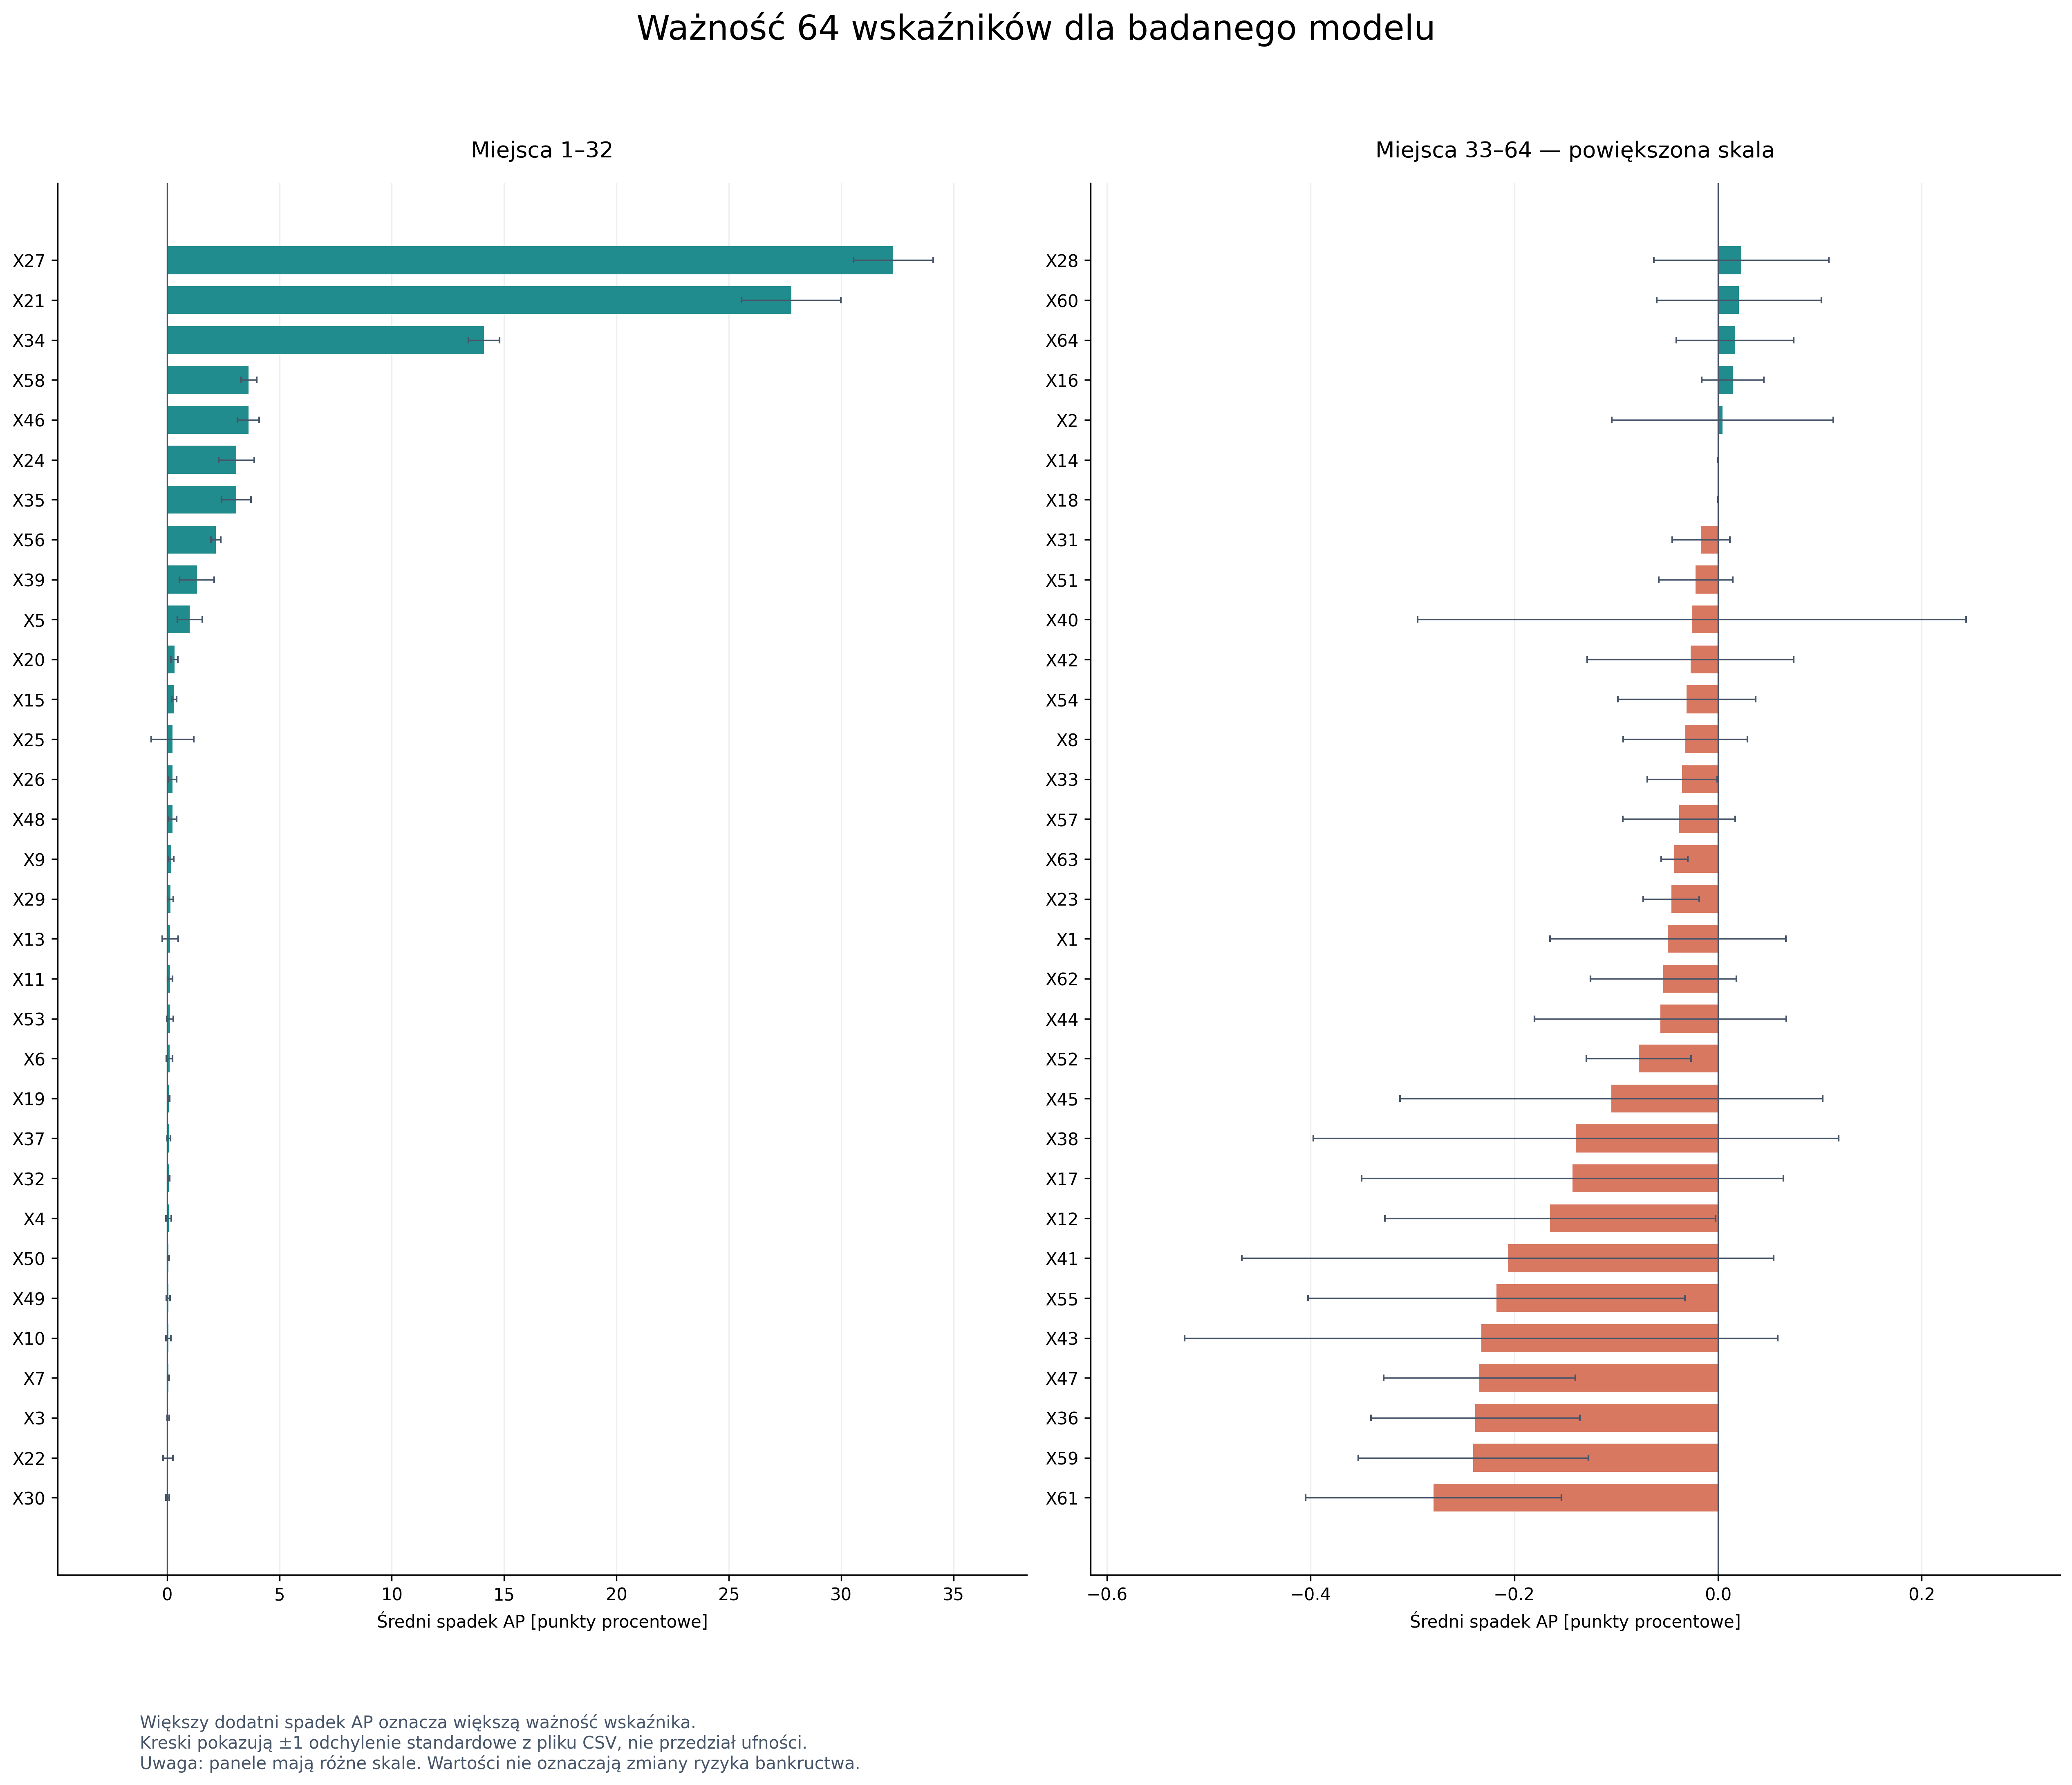 Ważność 64 wskaźników dla badanego modelu
Miejsca 1–32
X27
X21
X34
X58
X46
X24
X35
X56
X39
X5
X20
X15
X25
X26
X48
X9
X29
X13
X11
X53
X6
X19
X37
X32
X4
X50
X49
X10
X7
X3
X22
X30
0 5 10 15 20 25 30 35
Średni spadek AP [punkty procentowe]
Miejsca 33–64 — powiększona skala
X28
X60
X64
X16
X2
X14
X18
X31
X51
X40
X42
X54
X8
X33
X57
X63
X23
X1
X62
X44
X52
X45
X38
X17
X12
X41
X55
X43
X47
X36
X59
X61
−0.6 −0.4 −0.2 0.0 0.2
Średni spadek AP [punkty procentowe]
Większy dodatni spadek AP oznacza większą ważność wskaźnika.
Kreski pokazują ±1 odchylenie standardowe z pliku CSV, nie przedział ufności.
Uwaga: panele mają różne skale. Wartości nie oznaczają zmiany ryzyka bankructwa.